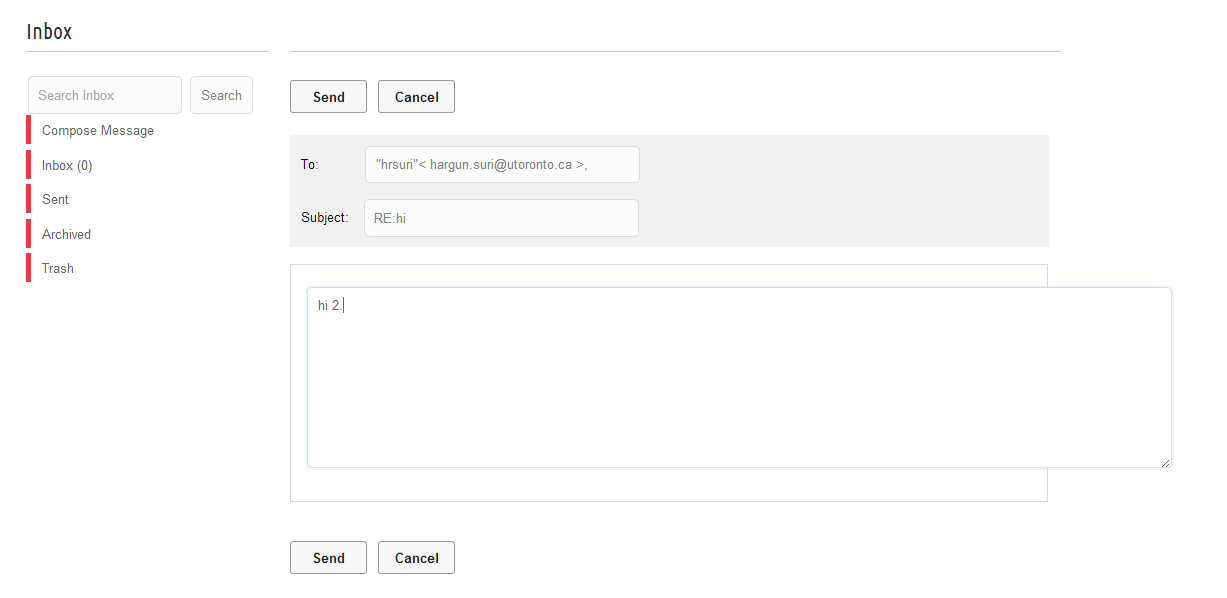 Inbox
Search Inbox
Search
Compose Message
Inbox (0)
Sent
Archived
Trash
Send
Cancel
To:
"hrsuri"< hargun.suri@utoronto.ca >,
Subject:
RE:hi
hi 2.
Send
Cancel